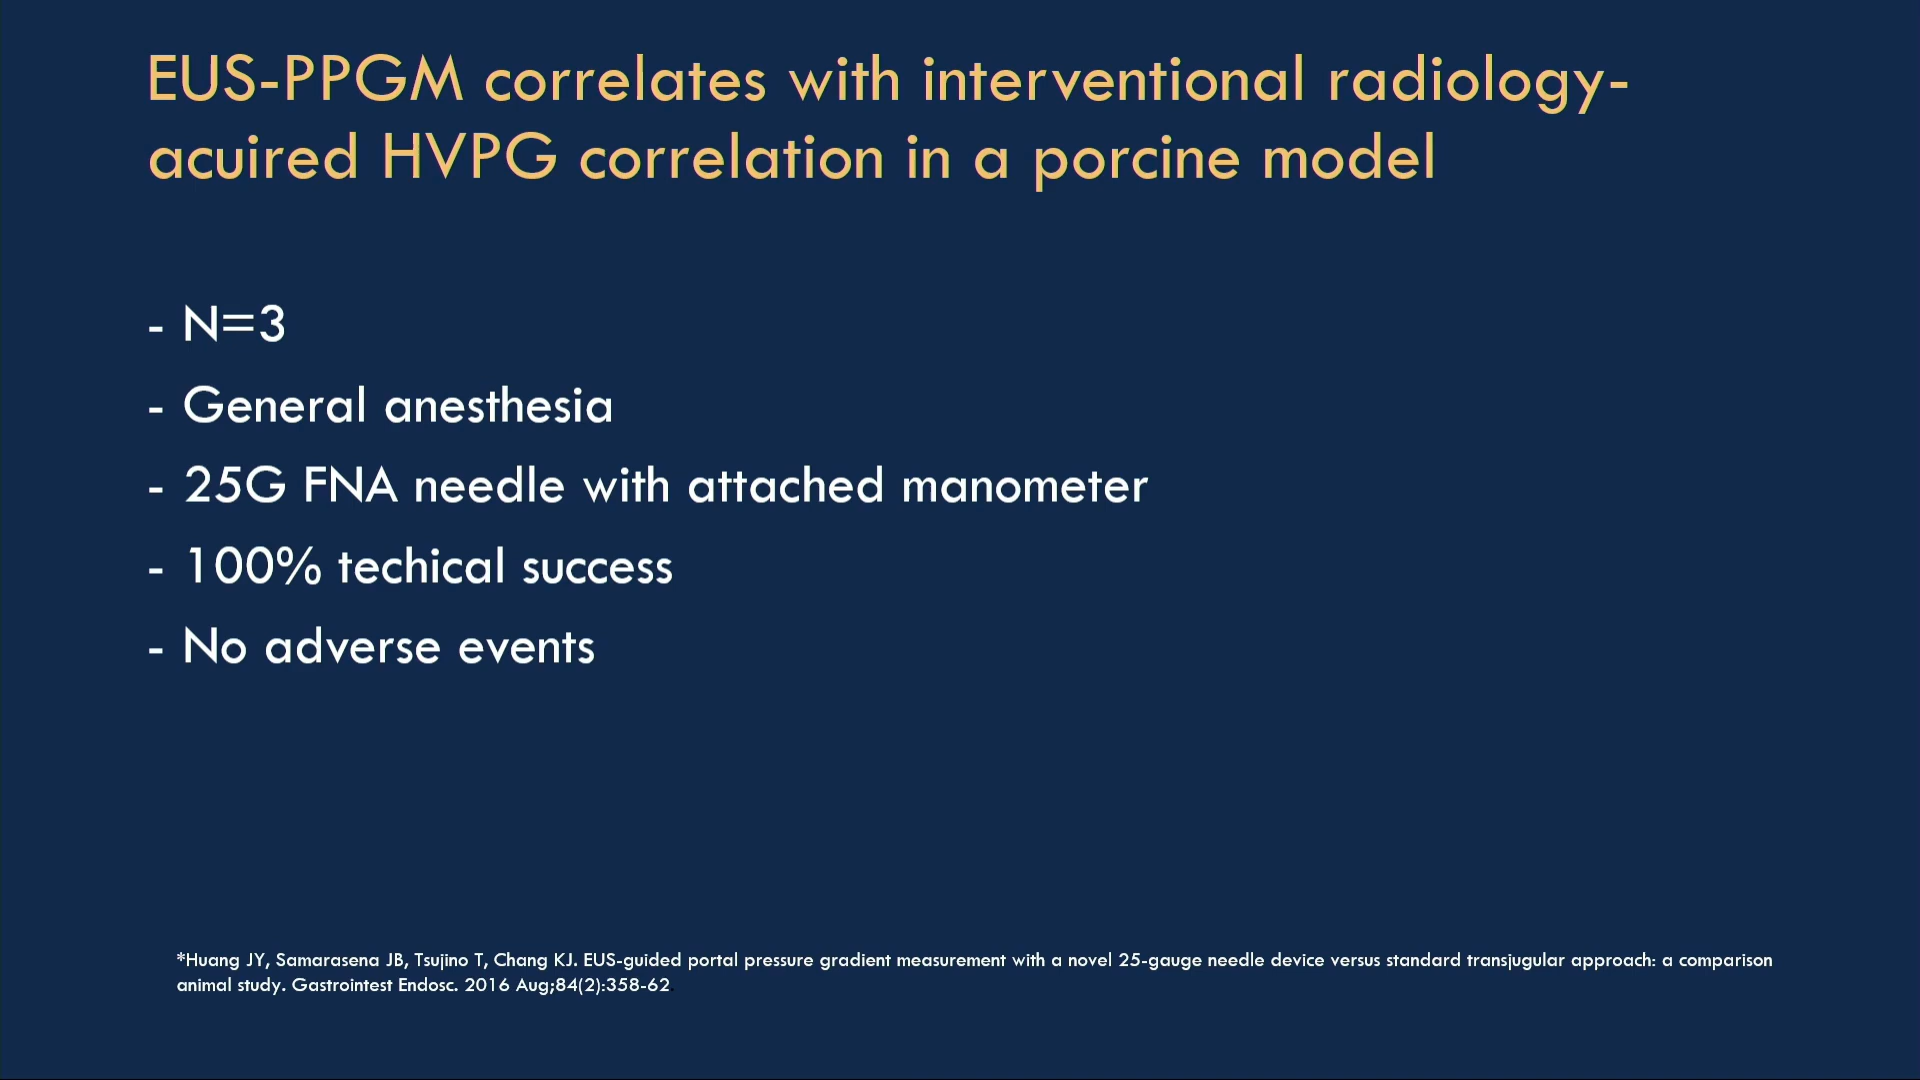 EUS-PPGM correlates with interventional radiology-
acuired HVPG correlation in a porcine model
- N=3
- General anesthesia
- 25G FNA needle with attached manometer
- 100% techical success
- No adverse events
*Huang JY, Samarasena JB, Tsujino T, Chang KJ. EUS-guided portal pressure gradient measurement with a novel 25-gauge needle device versus standard transjugular approach: a comparison
animal study. Gastrointest Endosc. 2016 Aug;84(2):358-62.